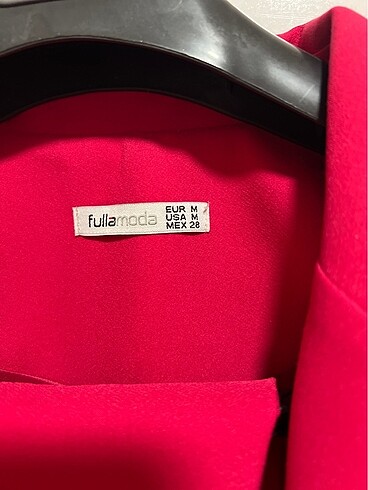 fullamoda
EUR M
USA M
MEX 28